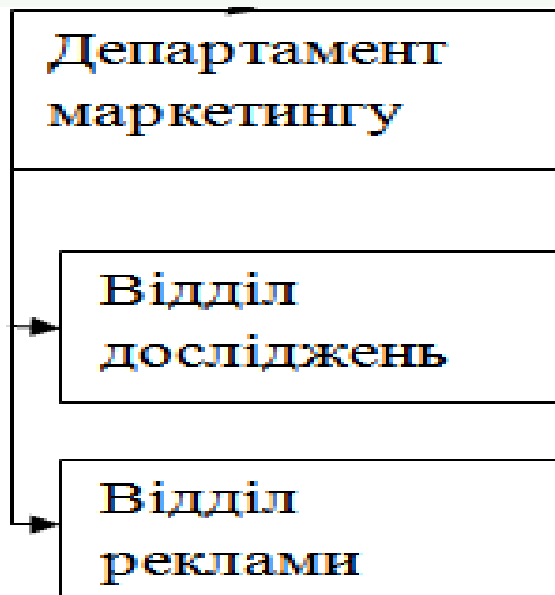 Департамент
маркетингу
Відділ
досліджень
Відділ
реклами